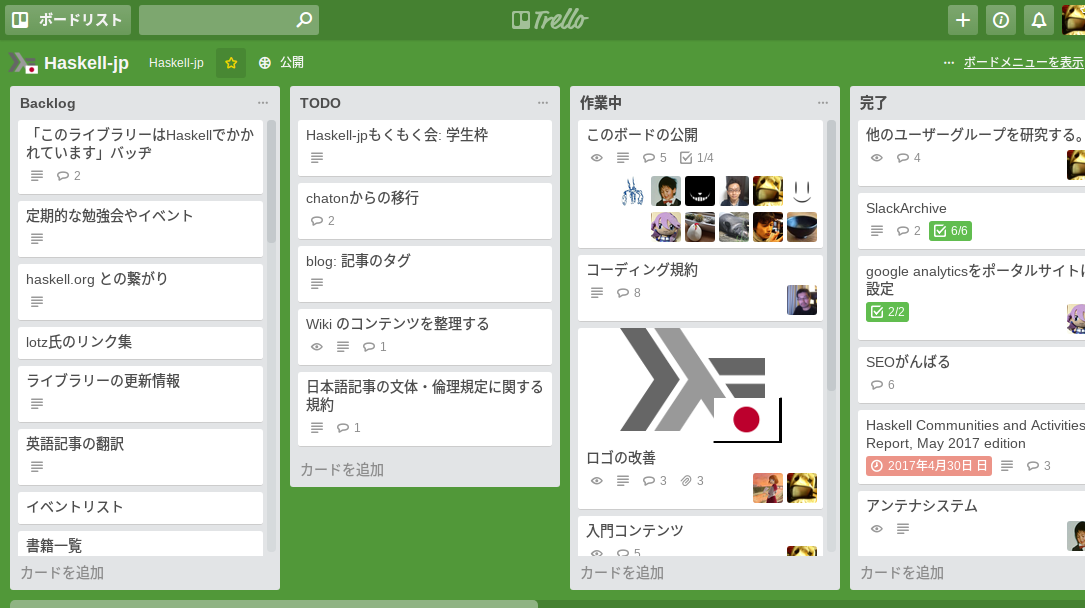 ボードリスト
Trello
Haskell-jp
Haskell-jp
公開
ボードメニューを表示
Backlog
「このライブラリーはHaskellでかか
れています」バッヂ
2
定期的な勉強会やイベント
haskell.org との繋がり
lotz氏のリンク集
ライブラリーの更新情報
英語記事の翻訳
イベントリスト
書籍一覧
カードを追加
TODO
Haskell-jpもくもく会: 学生枠
chatonからの移行
2
blog: 記事のタグ
Wiki のコンテンツを整理する
1
日本語記事の文体・倫理規定に関する
規約
1
カードを追加
作業中
このボードの公開
5 1/4
コーディング規約
8
ロゴの改善
3 3
入門コンテンツ
5
カードを追加
完了
他のユーザーグループを研究する。
4
SlackArchive
2 6/6
google analyticsをポータルサイトに
設定
2/2
SEOがんばる
6
Haskell Communities and Activities
Report, May 2017 edition
2017年4月30日 日 3
アンテナシステム
カードを追加